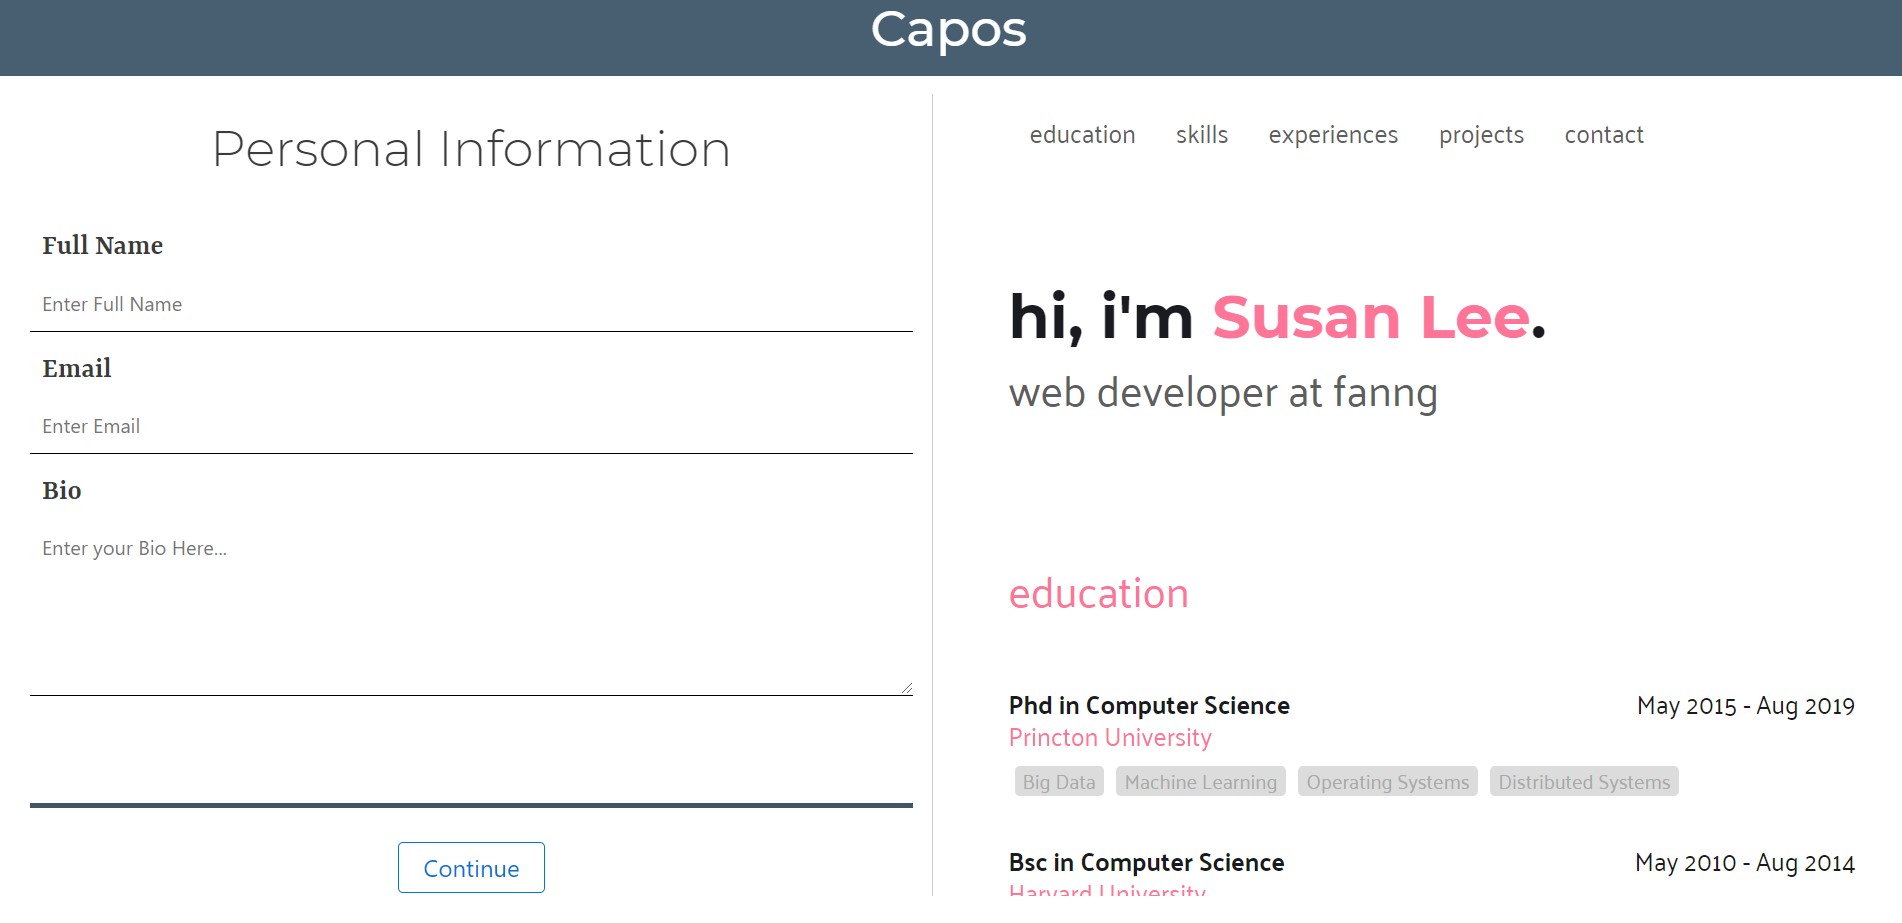 Capos
Personal Information
Full Name
Enter Full Name
Email
Enter Email
Bio
Enter your Bio Here...
Continue
education skills experiences projects contact
hi, i'm Susan Lee.
web developer at fanng
education
Phd in Computer Science May 2015 - Aug 2019
Princton University
Big Data Machine Learning Operating Systems Distributed Systems
Bsc in Computer Science May 2010 - Aug 2014
Harvard University